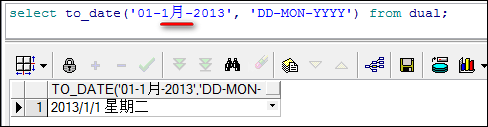 select to_date('01-1月-2013', 'DD-MON-YYYY') from dual;
TO_DATE('01-1月-2013','DD-MON-
1 2013/1/1 星期二